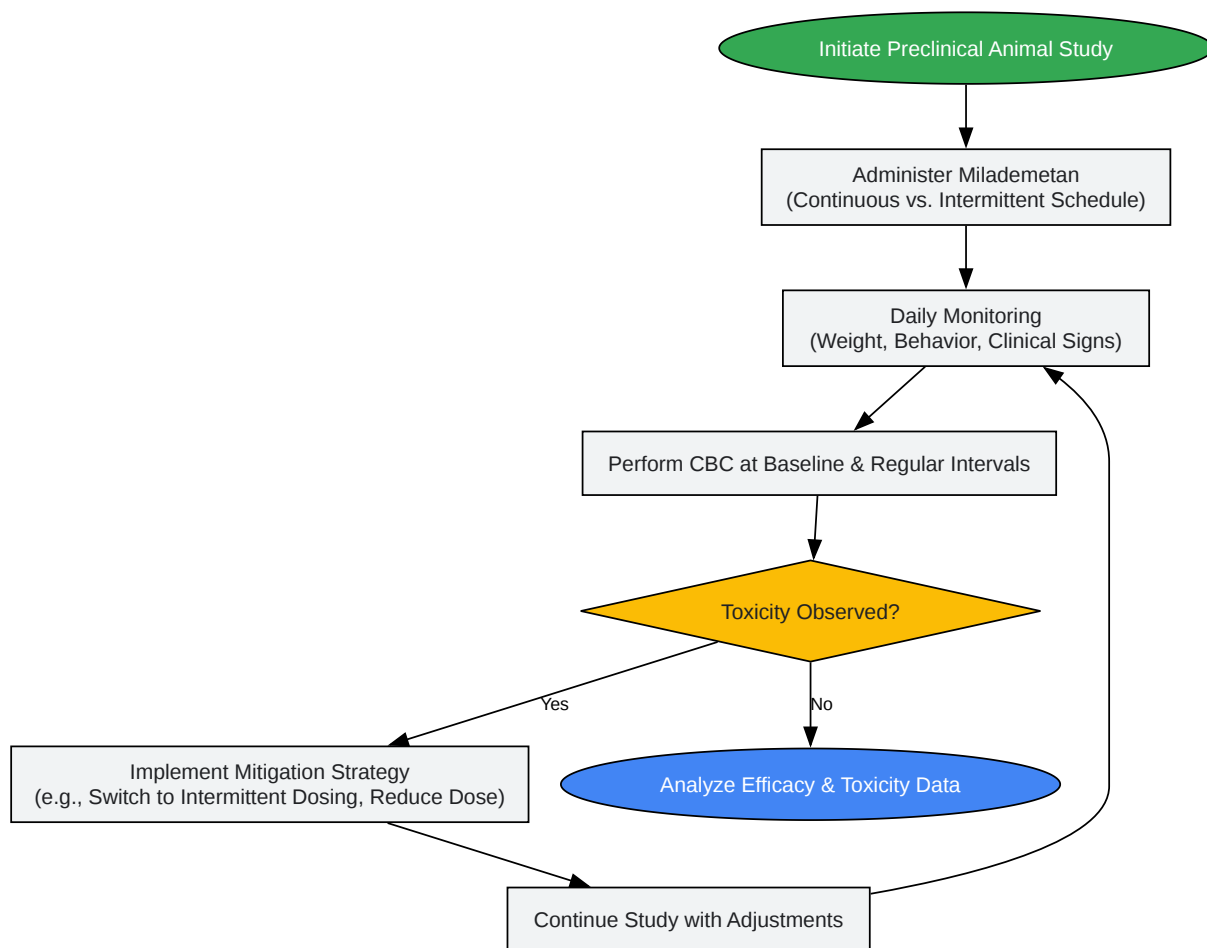 Initiate Preclinical Animal Study
Administer Milademetan
(Continuous vs. Intermittent Schedule)
Daily Monitoring
(Weight, Behavior, Clinical Signs)
Perform CBC at Baseline & Regular Intervals
Toxicity Observed?
Yes
No
Implement Mitigation Strategy
(e.g., Switch to Intermittent Dosing, Reduce Dose)
Analyze Efficacy & Toxicity Data
Continue Study with Adjustments